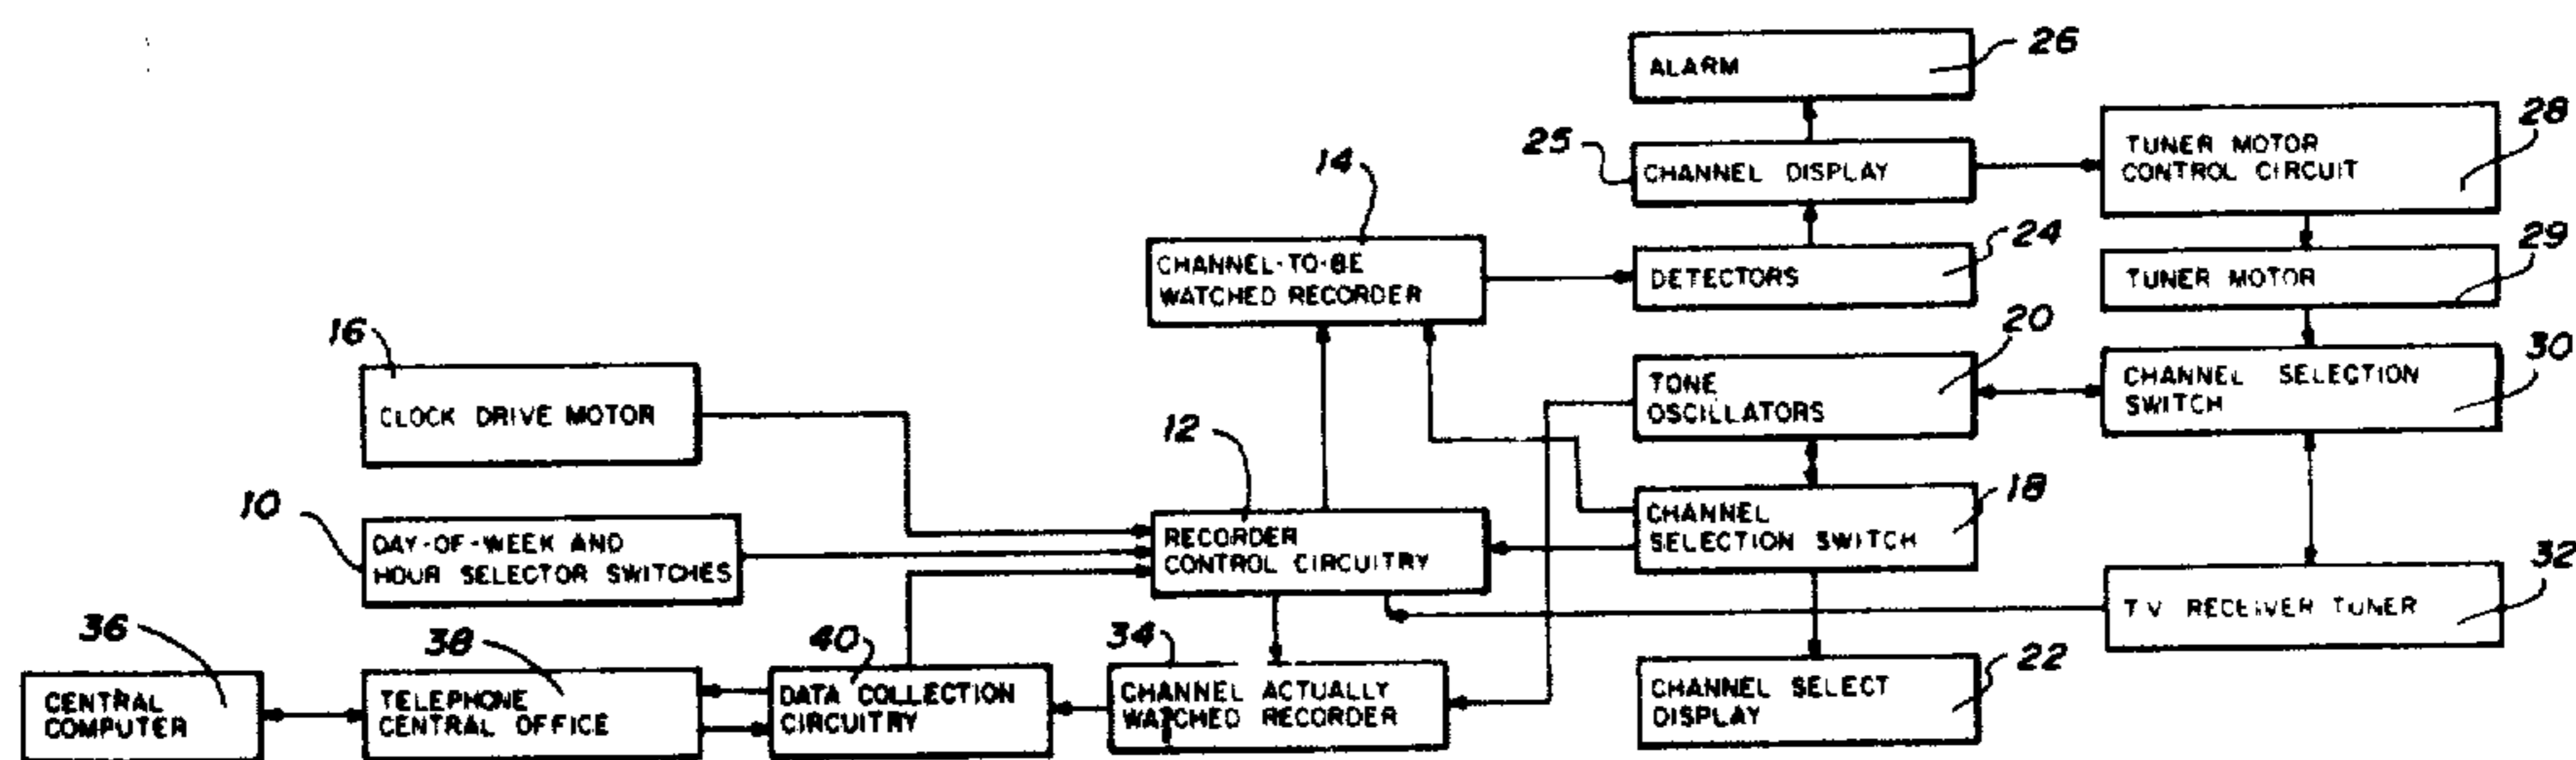 26
ALARM
28
25
CHANNEL DISPLAY
TUNER MOTOR
CONTROL CIRCUIT
14
24
29
CHANNEL-TO-BE
WATCHED RECORDER
DETECTORS
TUNER MOTOR
16
20
30
CLOCK DRIVE MOTOR
TONE
OSCILLATORS
CHANNEL SELECTION
SWITCH
12
10
18
DAY-OF-WEEK AND
HOUR SELECTOR SWITCHES
RECORDER
CONTROL CIRCUITRY
CHANNEL
SELECTION SWITCH
32
TV RECEIVER TUNER
36
38
40
34
22
CENTRAL
COMPUTER
TELEPHONE
CENTRAL OFFICE
DATA COLLECTION
CIRCUITRY
CHANNEL ACTUALLY
WATCHED RECORDER
CHANNEL SELECT
DISPLAY